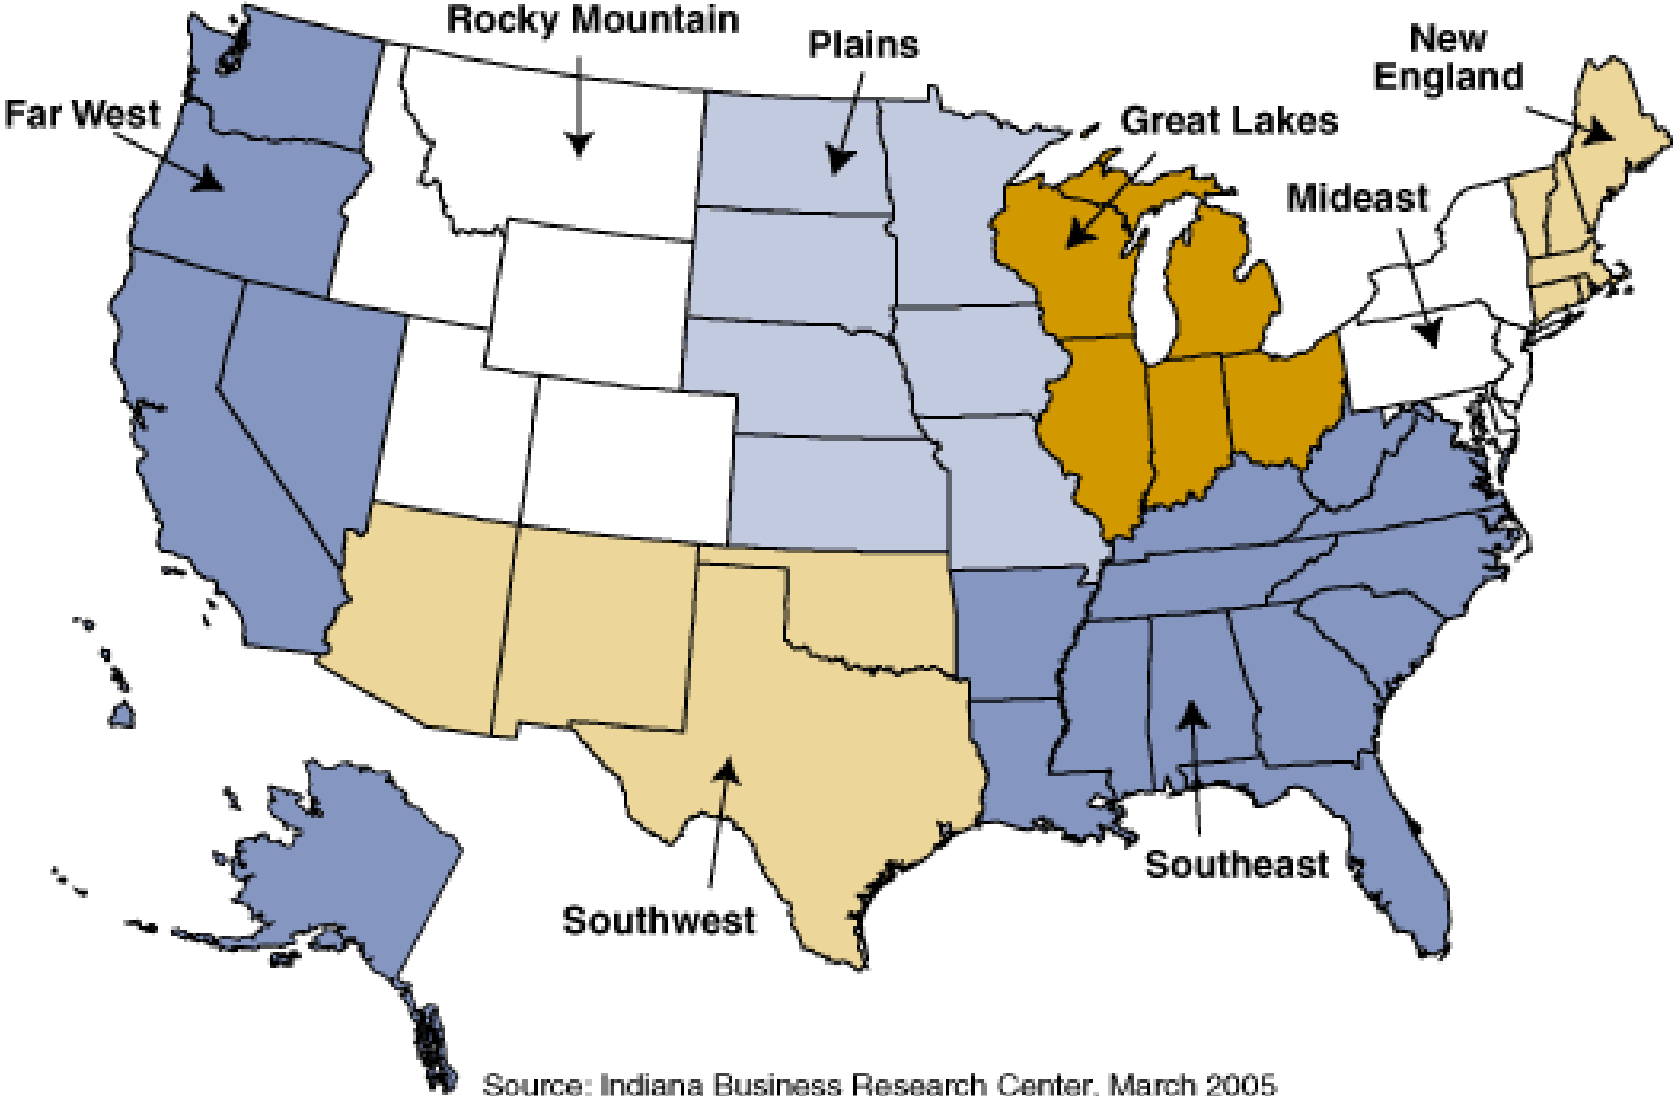 Rocky Mountain
Plains
New
England
Far West
Great Lakes
Mideast
Southeast
Southwest
Source: Indiana Business Research Center, March 2005